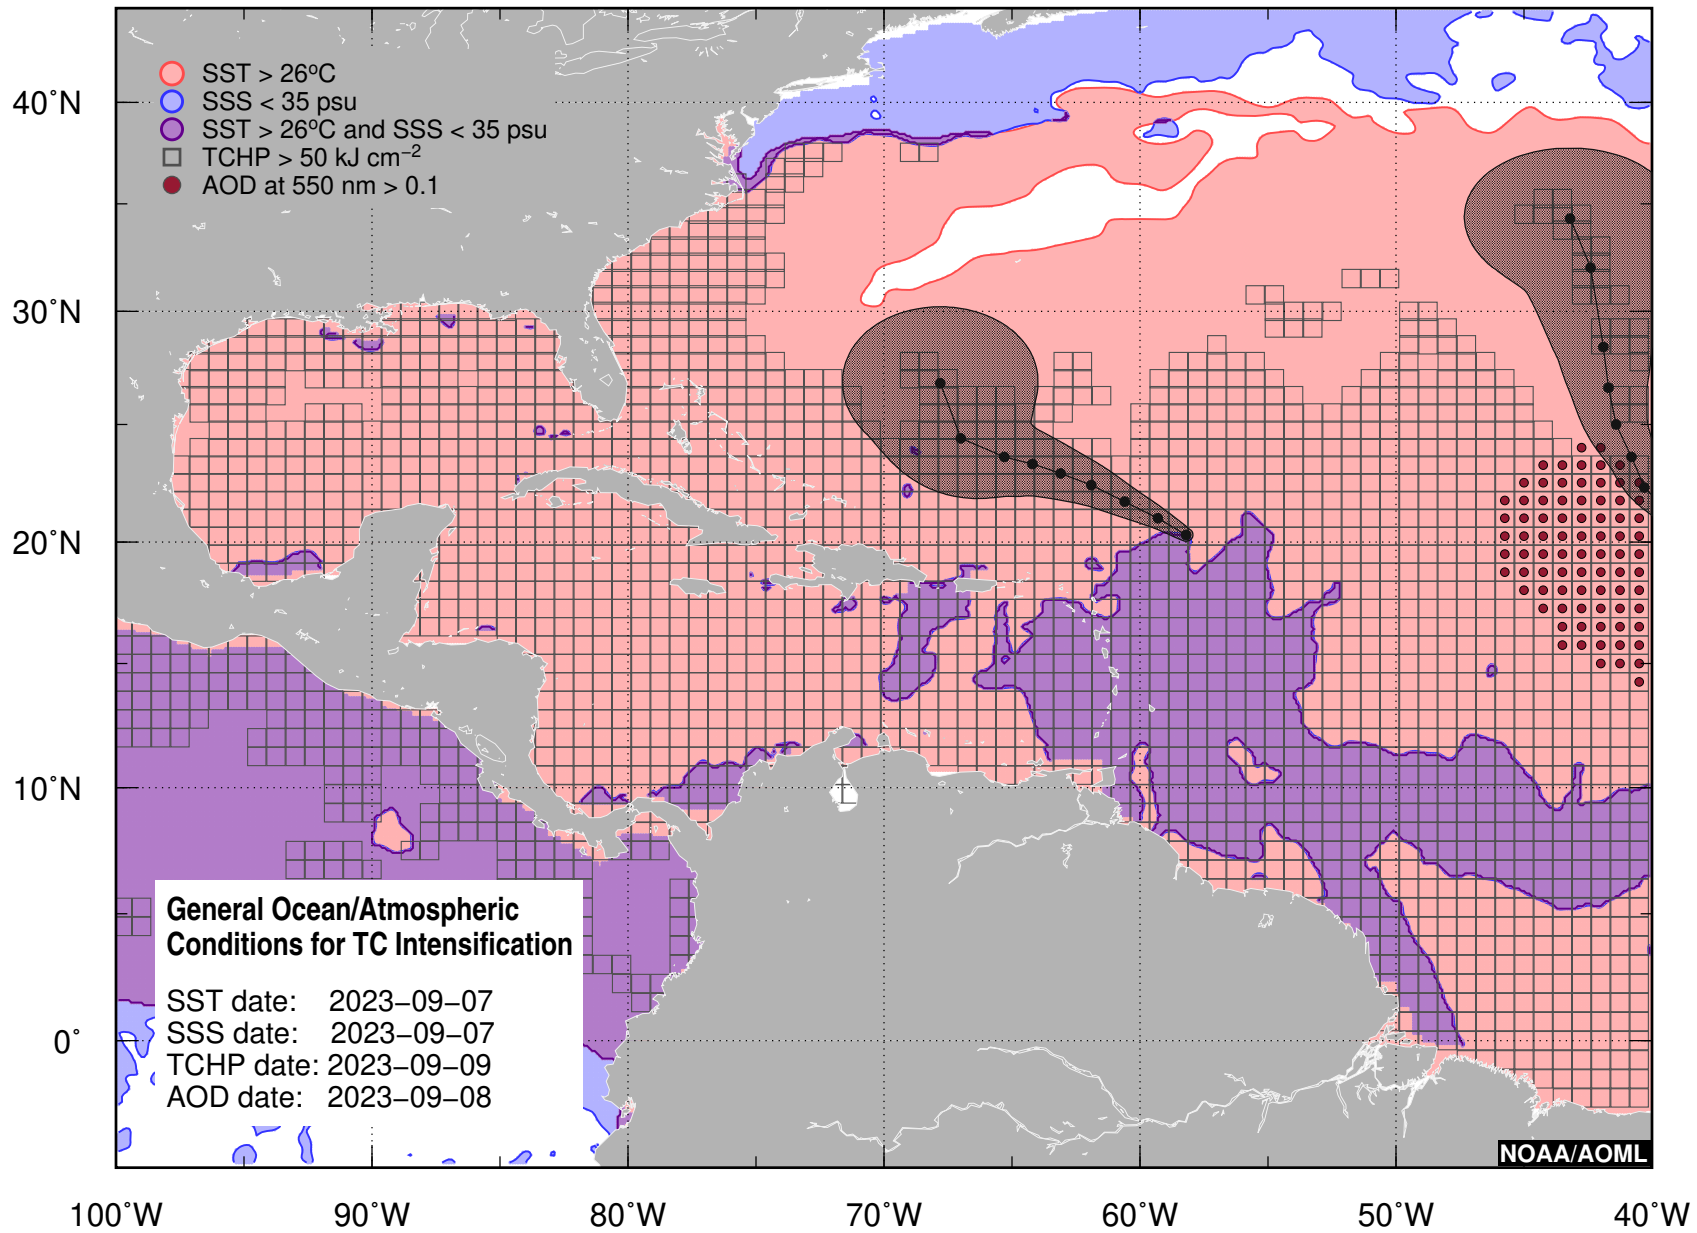 SST > 26ºC
SSS < 35 psu
SST > 26ºC and SSS < 35 psu
TCHP > 50 kJ cm⁻²
AOD at 550 nm > 0.1
40°N
30°N
20°N
10°N
0°
General Ocean/Atmospheric
Conditions for TC Intensification
SST date: 2023−09−07
SSS date: 2023−09−07
TCHP date: 2023−09−09
AOD date: 2023−09−08
NOAA/AOML
100°W 90°W 80°W 70°W 60°W 50°W 40°W